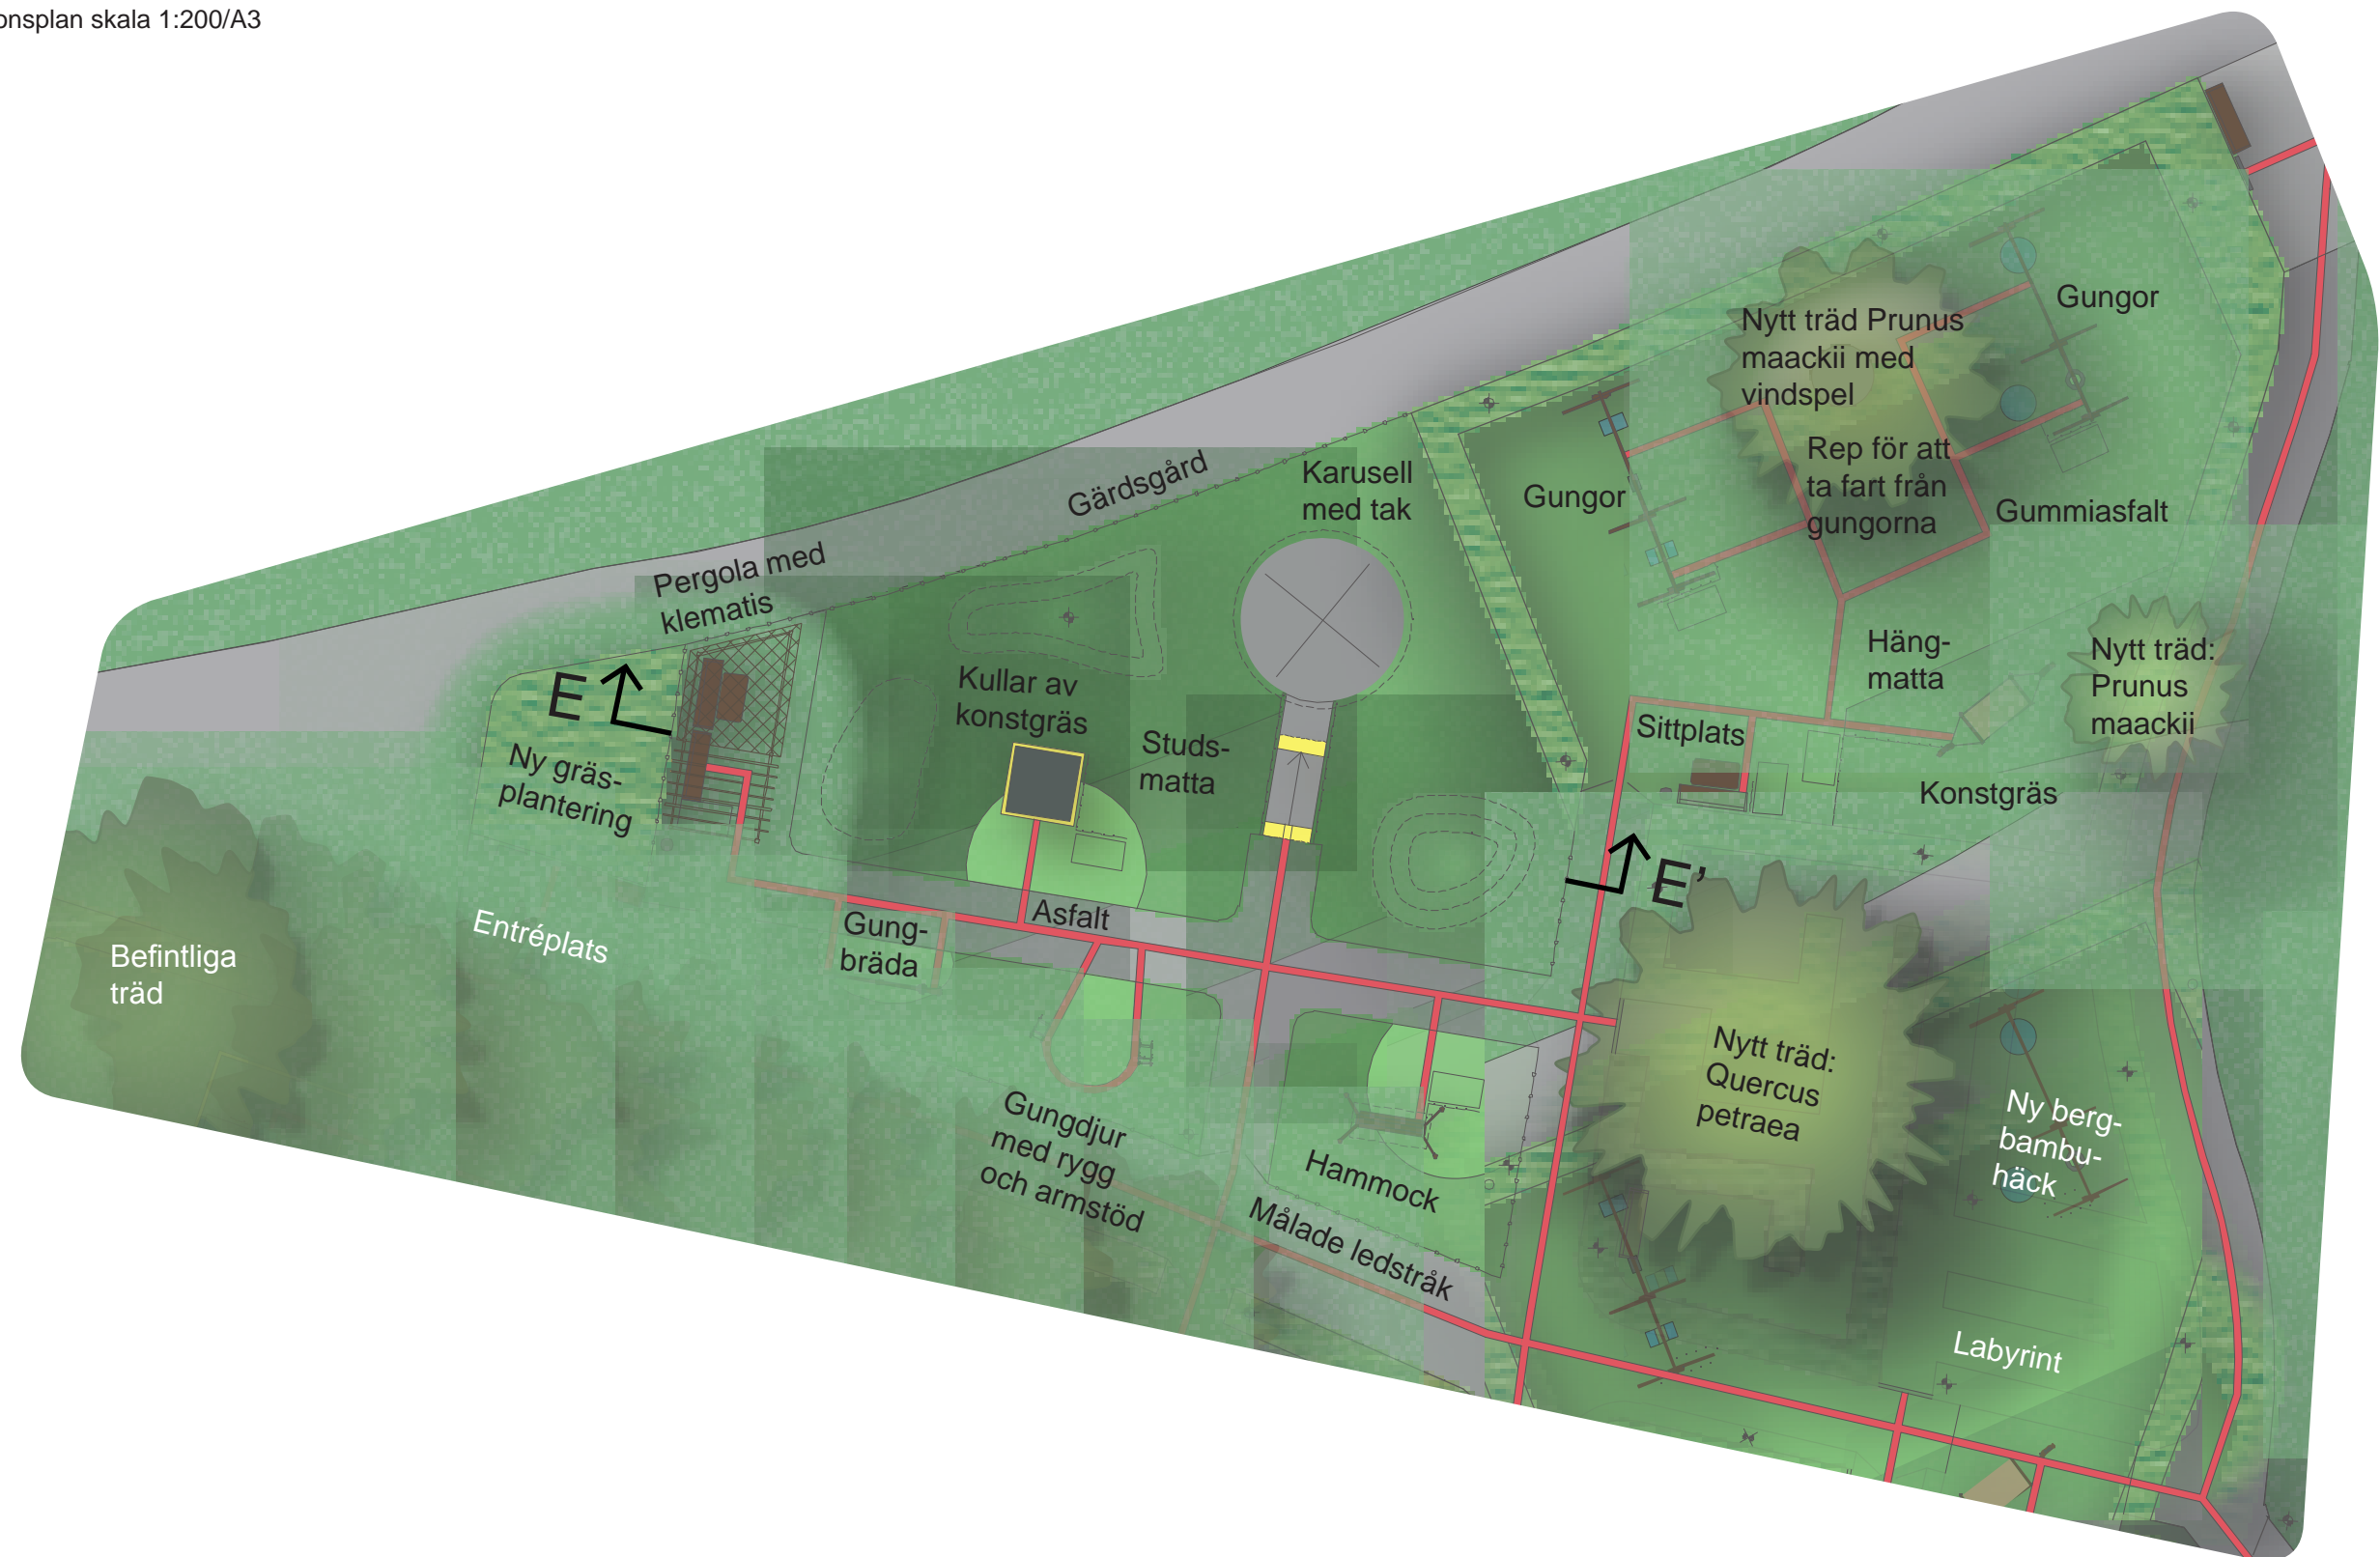 onsplan skala 1:200/A3
Gungor
Nytt träd Prunus
maackii med
vindspel
Rep för att
ta fart från
gungorna
Gummiasfalt
Gärdsgård
Karusell
med tak
Gungor
Pergola med
klematis
Häng-
matta
Nytt träd:
Prunus
maackii
Kullar av
konstgräs
Studs-
matta
Sittplats
E
Ny gräs-
plantering
Konstgräs
E’
Asfalt
Gung-
bräda
Entréplats
Befintliga
träd
Nytt träd:
Quercus
petraea
Ny berg-
bambu-
häck
Gungdjur
med rygg
och armstöd
Hammock
Målade ledstråk
Labyrint